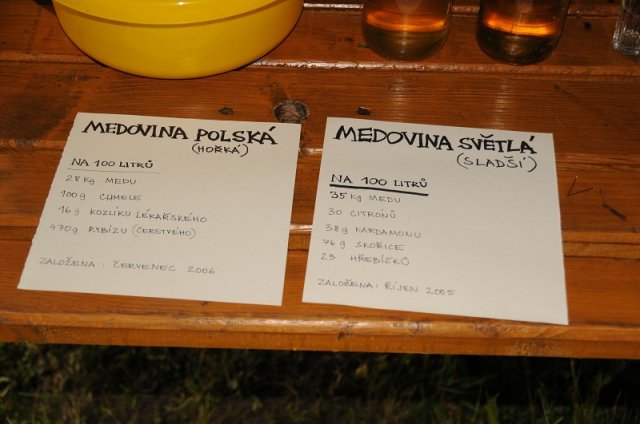 MEDOVINA POLSKÁ
(HOŘKÁ)
NA 100 LITRŮ
28 kg MEDU
100 g CHMELE
16 g KOZLIKU LÉKAŘSKÉHO
470 g RYBÍZU (ČERSTVÉHO)
ZALOŽENA: ČERVENEC 2006
MEDOVINA SVĚTLÁ
(SLADŠÍ)
NA 100 LITRŮ
35 kg MEDU
30 CITRÓNŮ
38 g KARDAMONU
76 g SKOŘICE
23 HŘEBÍČKŮ
ZALOŽENA: ŘÍJEN 2005